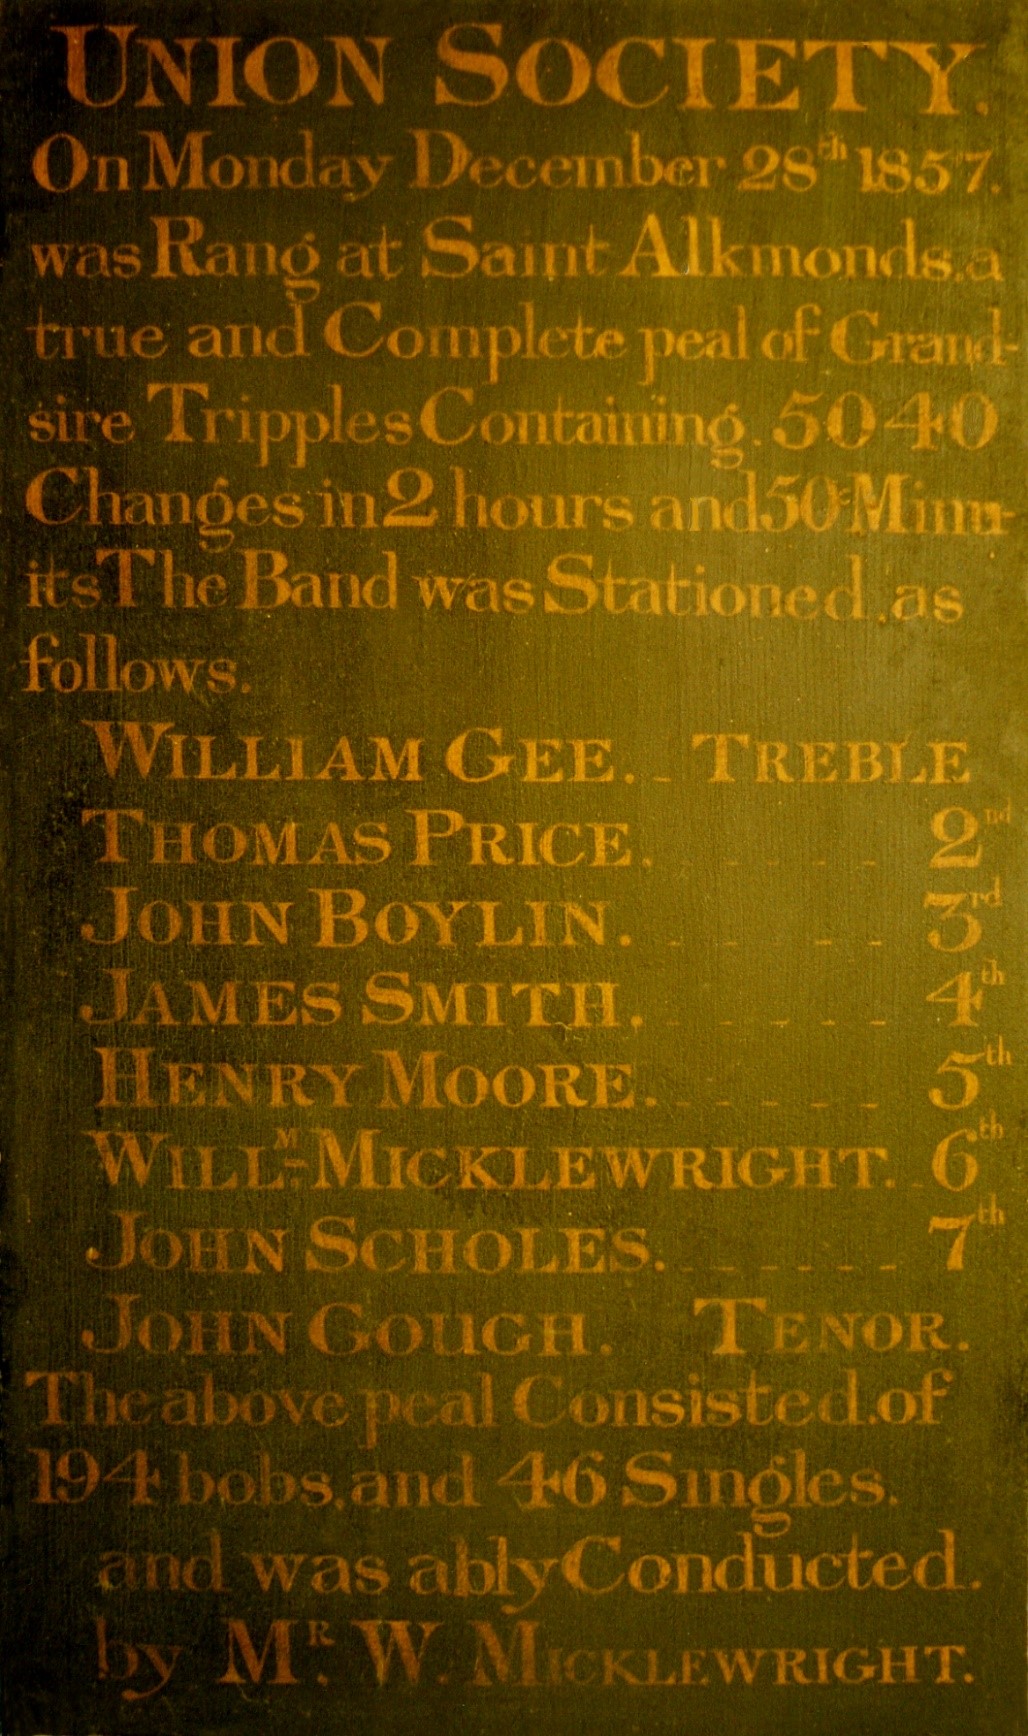 UNION SOCIETY.
On Monday December 28th 1857.
was Rang at Saint Alkmonds.a
true and Complete peal of Grand-
sire Tripples Containing. 5040
Changes in 2 hours and 50 Minu-
its The Band was Stationed.as
follows.
WILLIAM GEE. _ TREBLE
THOMAS PRICE. _ _ _ _ _ 2nd
JOHN BOYLIN. _ _ _ _ _ 3rd
JAMES SMITH. _ _ _ _ _ _ 4th
HENRY MOORE. _ _ _ _ _ _ 5th
WILLM MICKLEWRIGHT. _ 6th
JOHN SCHOLES. _ _ _ _ _ _ 7th
JOHN GOUGH. TENOR.
The above peal Consisted.of
194 bobs.and 46 Singles.
and was ably Conducted.
by MR. W. MICKLEWRIGHT.